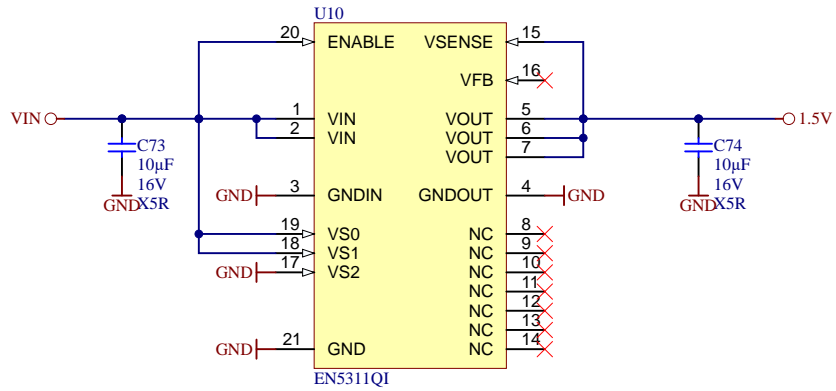 U10
20 ENABLE VSENSE 15
VFB 16
VIN 1 VIN VOUT 5 1.5V
2 VIN VOUT 6
VOUT 7
C73
10µF
16V
X5R
GND
C74
10µF
16V
X5R
GND
GND 3 GNDIN GNDOUT 4 GND
19 VS0 NC 8
18 VS1 NC 9
GND 17 VS2 NC 10
NC 11
NC 12
NC 13
GND 21 GND NC 14
EN5311QI